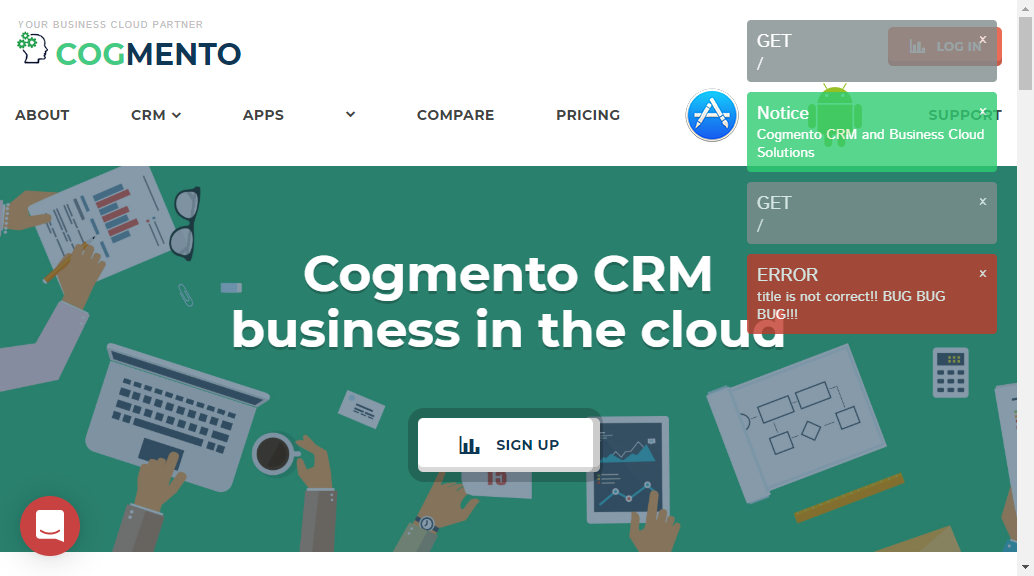 YOUR BUSINESS CLOUD PARTNER
COGMENTO
LOG IN
ABOUT
CRM
APPS
COMPARE
PRICING
SUPPORT
GET
x
/
Notice
x
Cogmento CRM and Business Cloud
Solutions
GET
x
/
ERROR
x
title is not correct!! BUG BUG
BUG!!!
Cogmento CRM
business in the cloud
SIGN UP
15